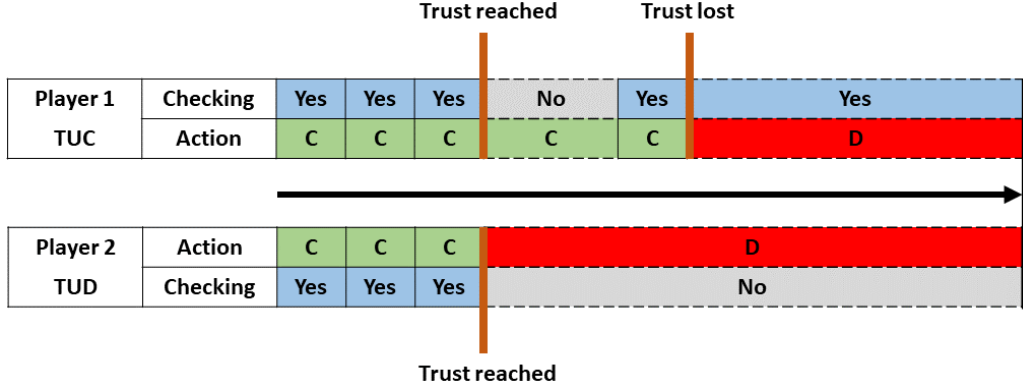 Trust reached Trust lost
Player 1 Checking Yes Yes Yes No Yes Yes
TUC Action C C C C C D
Player 2 Action C C C D
TUD Checking Yes Yes Yes No
Trust reached